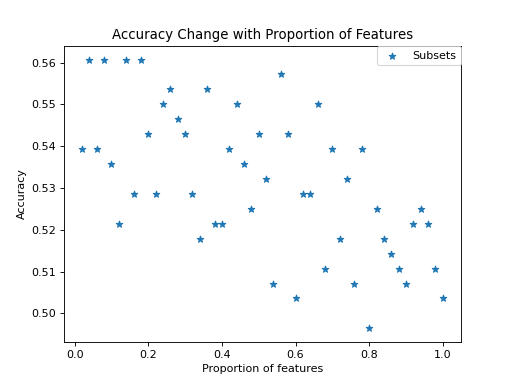 Accuracy Change with Proportion of Features
Subsets
0.56
0.55
0.54
0.53
0.52
0.51
0.50
Accuracy
0.0 0.2 0.4 0.6 0.8 1.0
Proportion of features